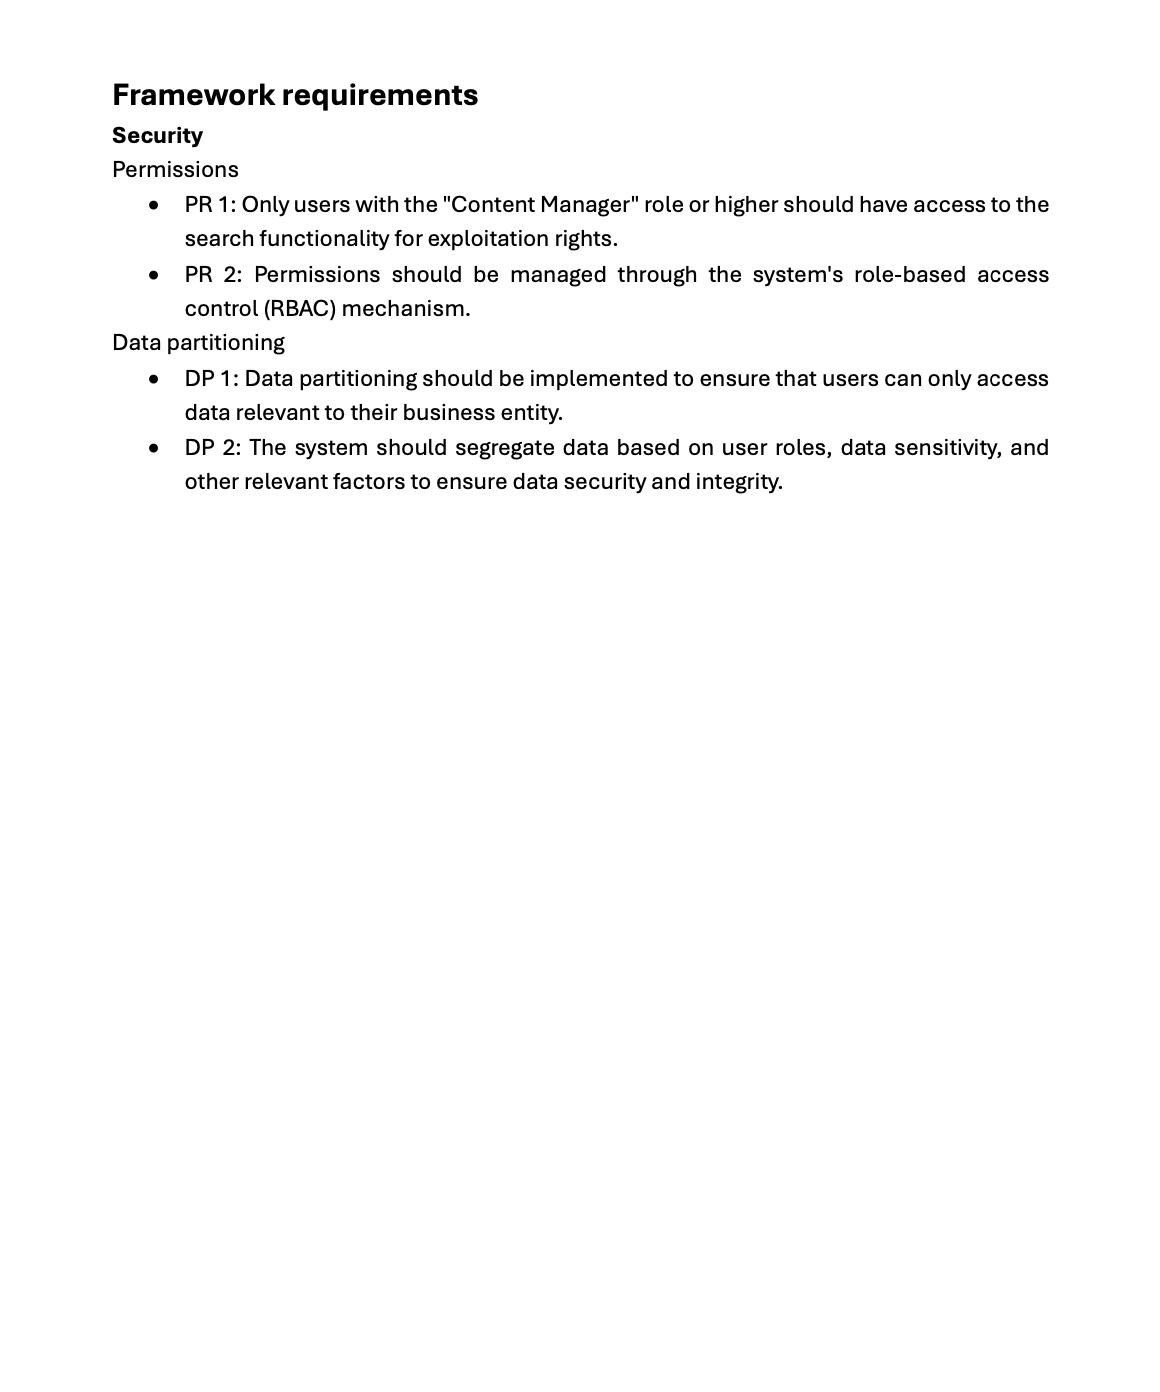 Framework requirements
Security
Permissions
• PR 1: Only users with the "Content Manager" role or higher should have access to the
search functionality for exploitation rights.
• PR 2: Permissions should be managed through the system's role-based access
control (RBAC) mechanism.
Data partitioning
• DP 1: Data partitioning should be implemented to ensure that users can only access
data relevant to their business entity.
• DP 2: The system should segregate data based on user roles, data sensitivity, and
other relevant factors to ensure data security and integrity.